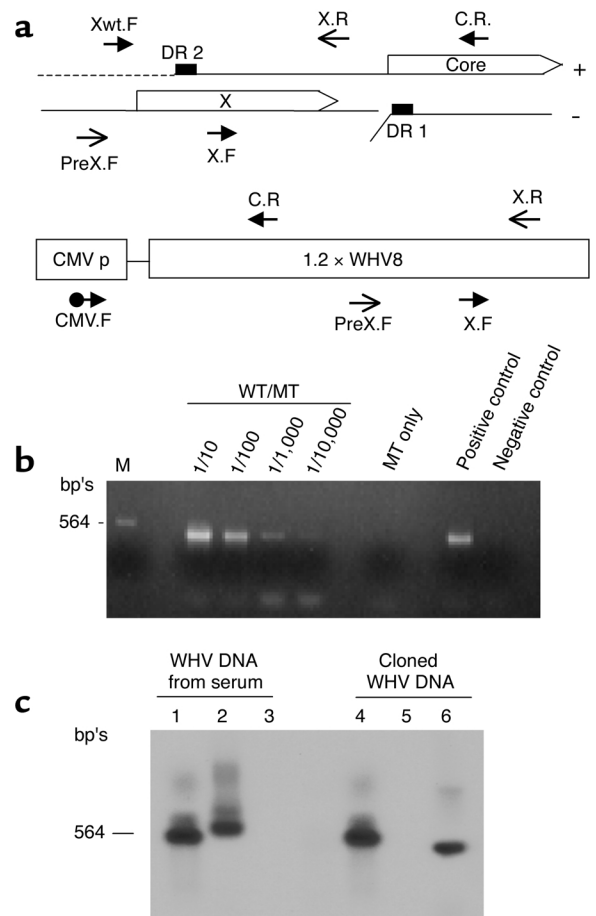 a
Xwt.F
X.R
C.R.
DR 2
Core
+
X
-
DR 1
PreX.F
X.F
C.R
X.R
CMV p
1.2 × WHV8
CMV.F
PreX.F
X.F
b
WT/MT
M
1/10
1/100
1/1,000
1/10,000
MT only
Positive control
Negative control
bp's
564 -
c
WHV DNA
from serum
Cloned
WHV DNA
1 2 3 4 5 6
bp's
564 —